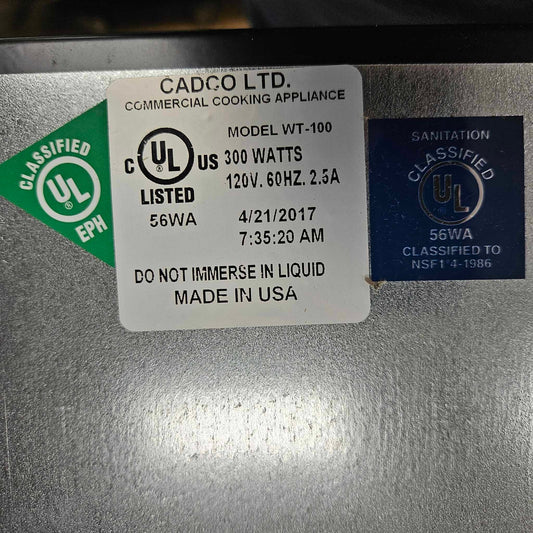 CLASSIFIED
UL
EPH
CADCO LTD.
COMMERCIAL COOKING APPLIANCE
MODEL WT-100
C UL US
300 WATTS
LISTED
120V. 60HZ. 2.5A
56WA
4/21/2017
7:35:20 AM
DO NOT IMMERSE IN LIQUID
MADE IN USA
SANITATION
CLASSIFIED
UL
56WA
CLASSIFIED TO
NSF1 4-1986